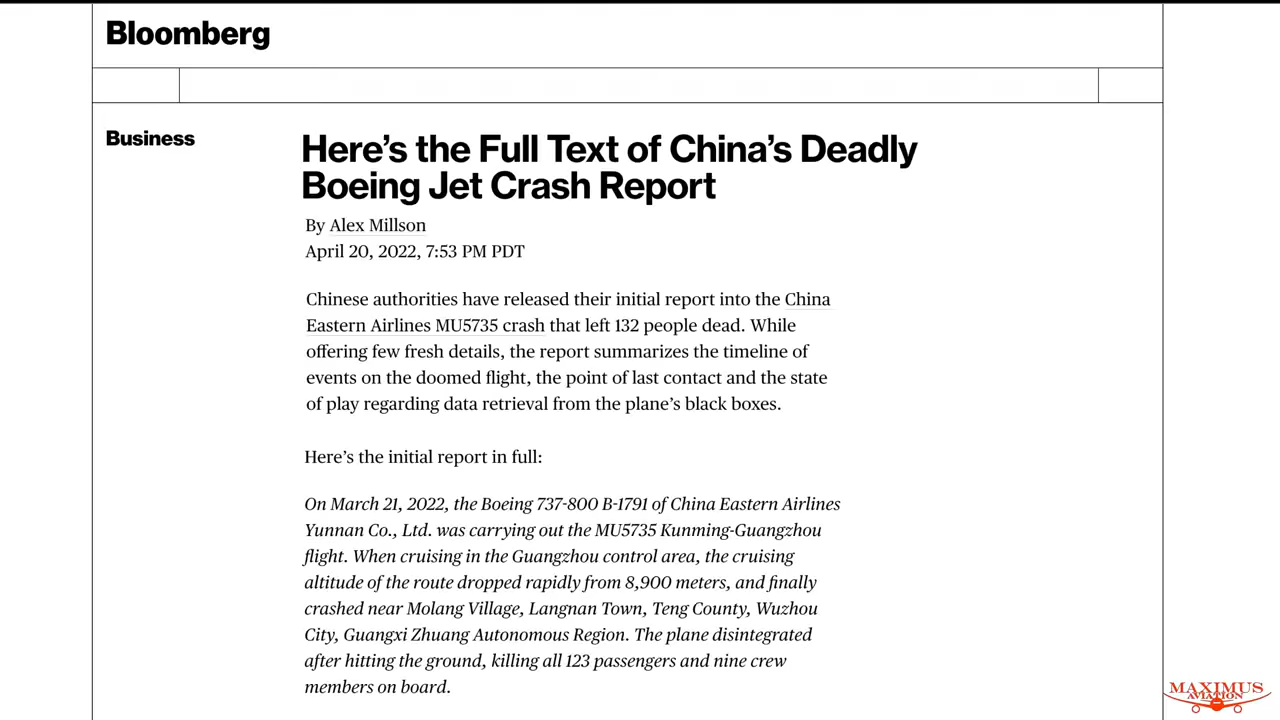 Bloomberg
Business
Here's the Full Text of China's Deadly
Boeing Jet Crash Report
By Alex Millson
April 20, 2022, 7:53 PM PDT
Chinese authorities have released their initial report into the China
Eastern Airlines MU5735 crash that left 132 people dead. While
offering few fresh details, the report summarizes the timeline of
events on the doomed flight, the point of last contact and the state
of play regarding data retrieval from the plane's black boxes.
Here's the initial report in full:
On March 21, 2022, the Boeing 737-800 B-1791 of China Eastern Airlines
Yunnan Co., Ltd. was carrying out the MU5735 Kunming-Guangzhou
flight. When cruising in the Guangzhou control area, the cruising
altitude of the route dropped rapidly from 8,900 meters, and finally
crashed near Molang Village, Langnan Town, Teng County, Wuzhou
City, Guangxi Zhuang Autonomous Region. The plane disintegrated
after hitting the ground, killing all 123 passengers and nine crew
members on board.
MAXIMUS
AVIATION